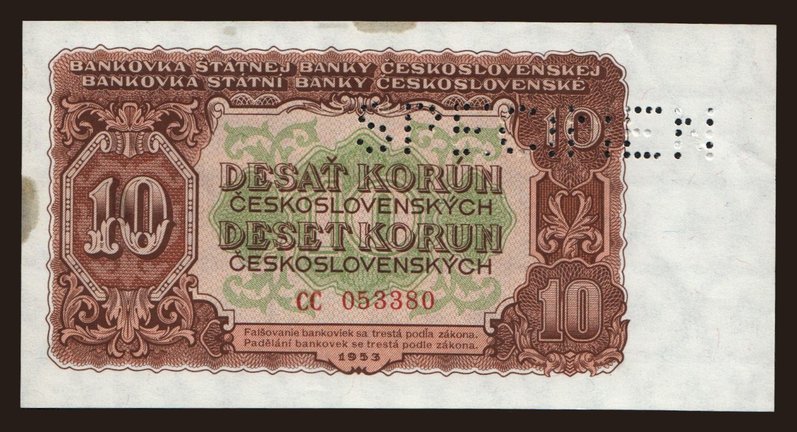 BANKOVKA ŠTÁTNEJ BANKY ČESKOSLOVENSKEJ
BANKOVKA STÁTNÍ BANKY ČESKOSLOVENSKÉ
SPECIMEN
10
10
DESAŤ KORÚN
ČESKOSLOVENSKÝCH
DESET KORUN
ČESKOSLOVENSKÝCH
CC 053380
10
Falšovanie bankoviek sa trestá podľa zákona.
Padělání bankovek se trestá podle zákona.
1953